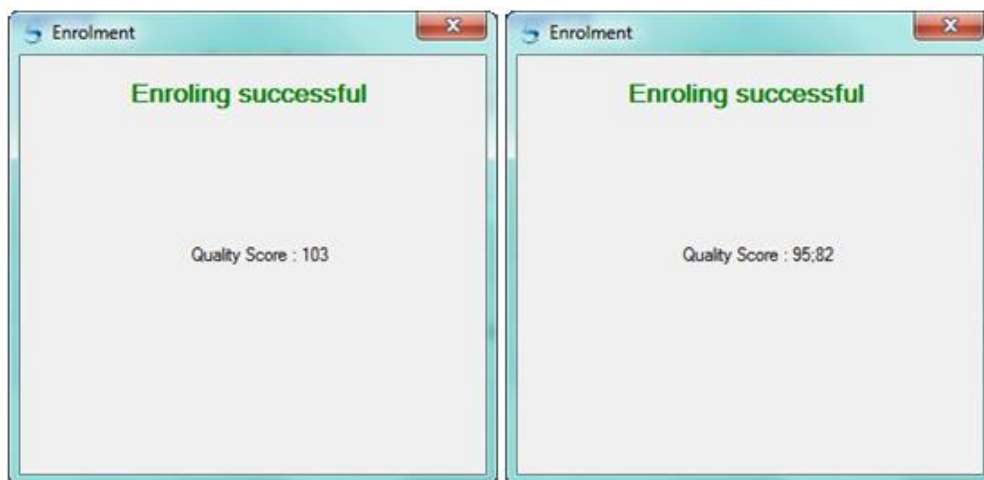 Enrolment
Enroling successful
Quality Score : 103
Enrolment
Enroling successful
Quality Score : 95;82